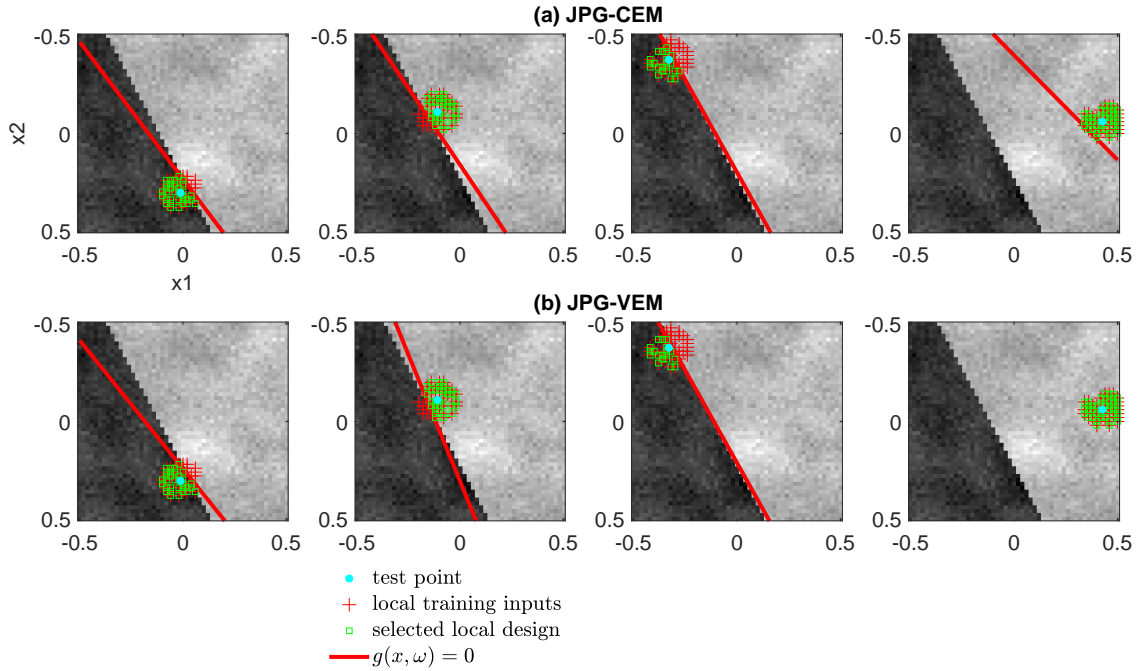 (a) JPG-CEM
-0.5 -0.5 -0.5 -0.5
x2
0 0 0 0
0.5 0.5 0.5 0.5
-0.5 0 0.5 -0.5 0 0.5 -0.5 0 0.5 -0.5 0 0.5
x1
(b) JPG-VEM
-0.5 -0.5 -0.5 -0.5
0 0 0 0
0.5 0.5 0.5 0.5
-0.5 0 0.5 -0.5 0 0.5 -0.5 0 0.5 -0.5 0 0.5
test point
local training inputs
selected local design
g(x, ω) = 0